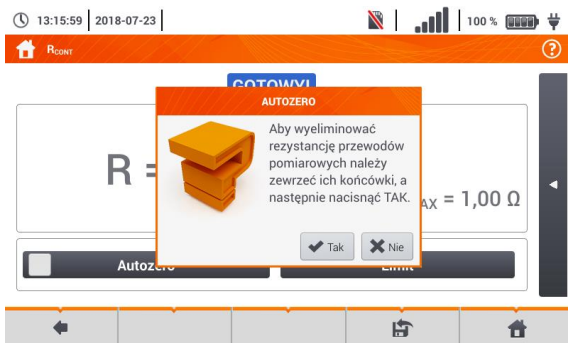 13:15:59 2018-07-23 100 %
RCONT
GOTOWY!
AUTOZERO
Aby wyeliminować
rezystancję przewodów
pomiarowych należy
zewrzeć ich końcówki, a
następnie nacisnąć TAK.
R = AX = 1,00 Ω
Tak Nie
Autozero Limit